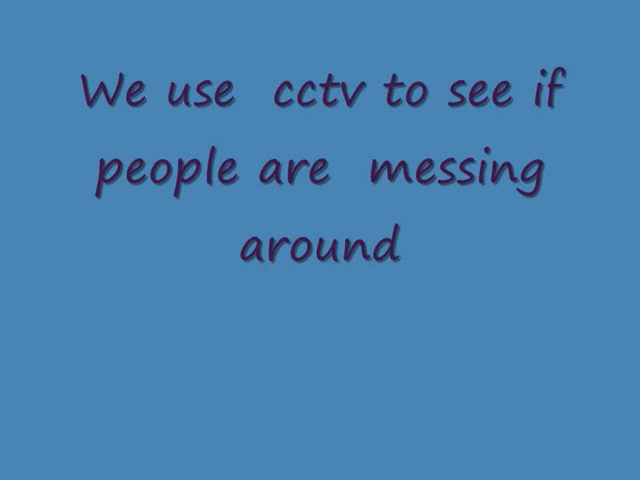 We use cctv to see if
people are messing
around